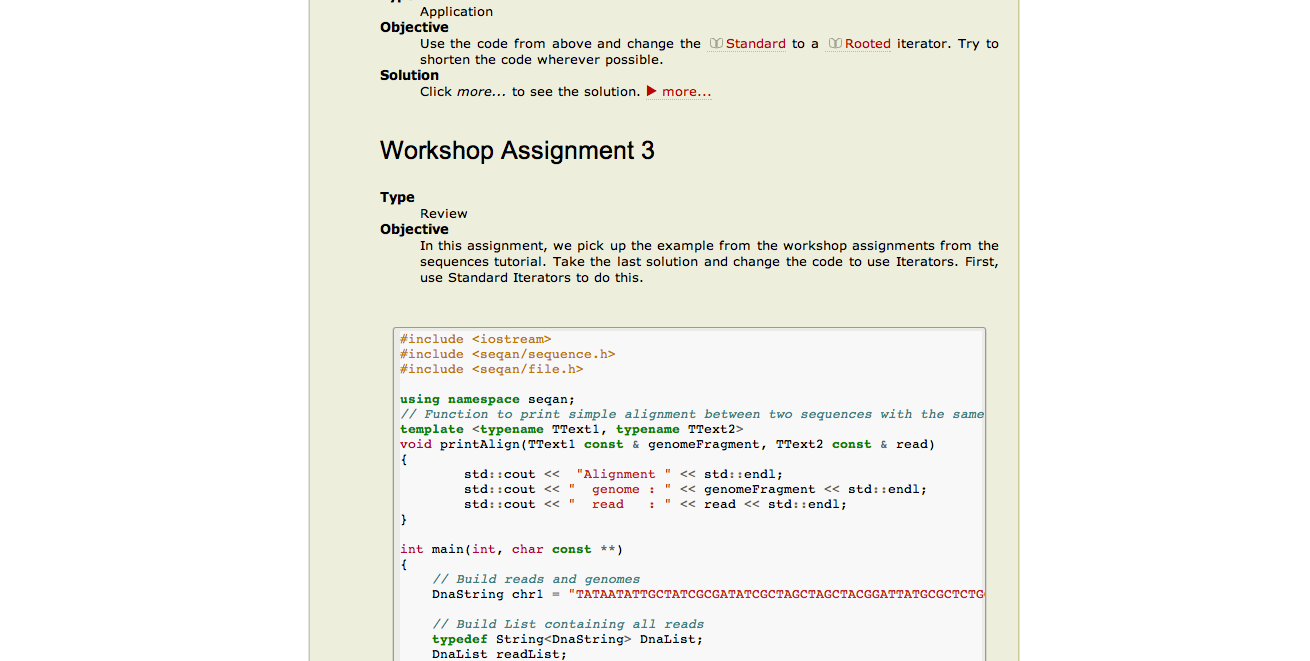 Application
Objective
Use the code from above and change the Standard to a Rooted iterator. Try to
shorten the code wherever possible.
Solution
Click more... to see the solution. ▶ more...
Workshop Assignment 3
Type
Review
Objective
In this assignment, we pick up the example from the workshop assignments from the
sequences tutorial. Take the last solution and change the code to use Iterators. First,
use Standard Iterators to do this.
#include <iostream>
#include <seqan/sequence.h>
#include <seqan/file.h>
using namespace seqan;
// Function to print simple alignment between two sequences with the same
template <typename TText1, typename TText2>
void printAlign(TText1 const & genomeFragment, TText2 const & read)
{
        std::cout <<  "Alignment " << std::endl;
        std::cout << "  genome : " << genomeFragment << std::endl;
        std::cout << "  read   : " << read << std::endl;
}
int main(int, char const **)
{
    // Build reads and genomes
    DnaString chr1 = "TATAATATTGCTATCGCGATATCGCTAGCTAGCTACGGATTATGCGCTCTG
    // Build List containing all reads
    typedef String<DnaString> DnaList;
    DnaList readList;